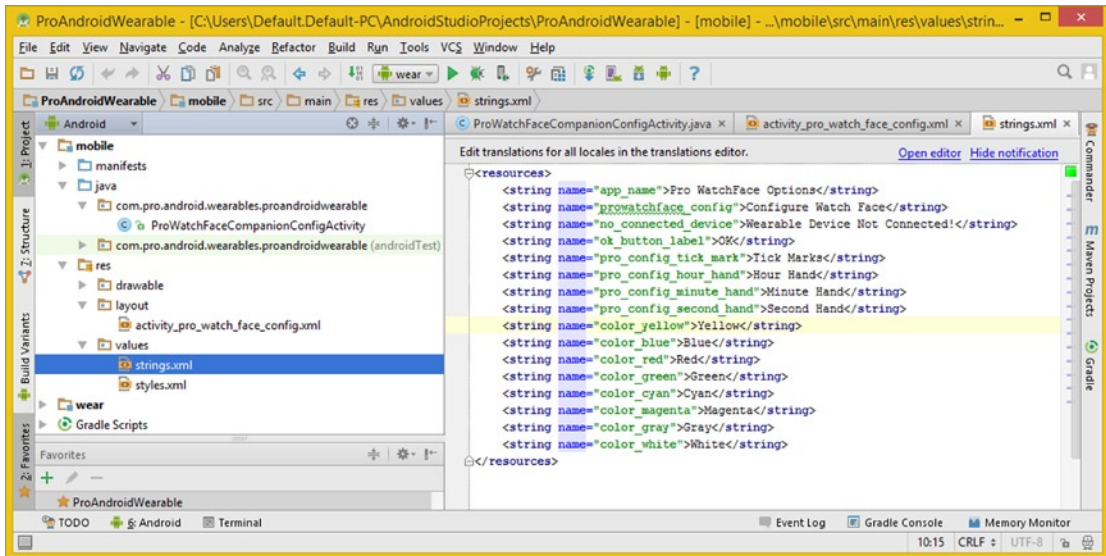 ProAndroidWearable - [C:\Users\Default.Default-PC\AndroidStudioProjects\ProAndroidWearable] - [mobile] - ...\mobile\src\main\res\values\strin...
File Edit View Navigate Code Analyze Refactor Build Run Tools VCS Window Help
wear
ProAndroidWearable mobile src main res values strings.xml
1: Project
Z: Structure
Build Variants
2: Favorites
Android
mobile
manifests
java
com.pro.android.wearables.proandroidwearable
ProWatchFaceCompanionConfigActivity
com.pro.android.wearables.proandroidwearable (androidTest)
res
drawable
layout
activity_pro_watch_face_config.xml
values
strings.xml
styles.xml
wear
Gradle Scripts
Favorites
ProAndroidWearable
ProWatchFaceCompanionConfigActivity.java activity_pro_watch_face_config.xml strings.xml
Edit translations for all locales in the translations editor. Open editor Hide notification
<resources>
<string name="app_name">Pro WatchFace Options</string>
<string name="prowatchface_config">Configure Watch Face</string>
<string name="no_connected_device">Wearable Device Not Connected!</string>
<string name="ok_button_label">OK</string>
<string name="pro_config_tick_mark">Tick Marks</string>
<string name="pro_config_hour_hand">Hour Hand</string>
<string name="pro_config_minute_hand">Minute Hand</string>
<string name="pro_config_second_hand">Second Hand</string>
<string name="color_yellow">Yellow</string>
<string name="color_blue">Blue</string>
<string name="color_red">Red</string>
<string name="color_green">Green</string>
<string name="color_cyan">Cyan</string>
<string name="color_magenta">Magenta</string>
<string name="color_gray">Gray</string>
<string name="color_white">White</string>
</resources>
Commander
m Maven Projects
Gradle
TODO 6: Android Terminal Event Log Gradle Console Memory Monitor
10:15 CRLF UTF-8